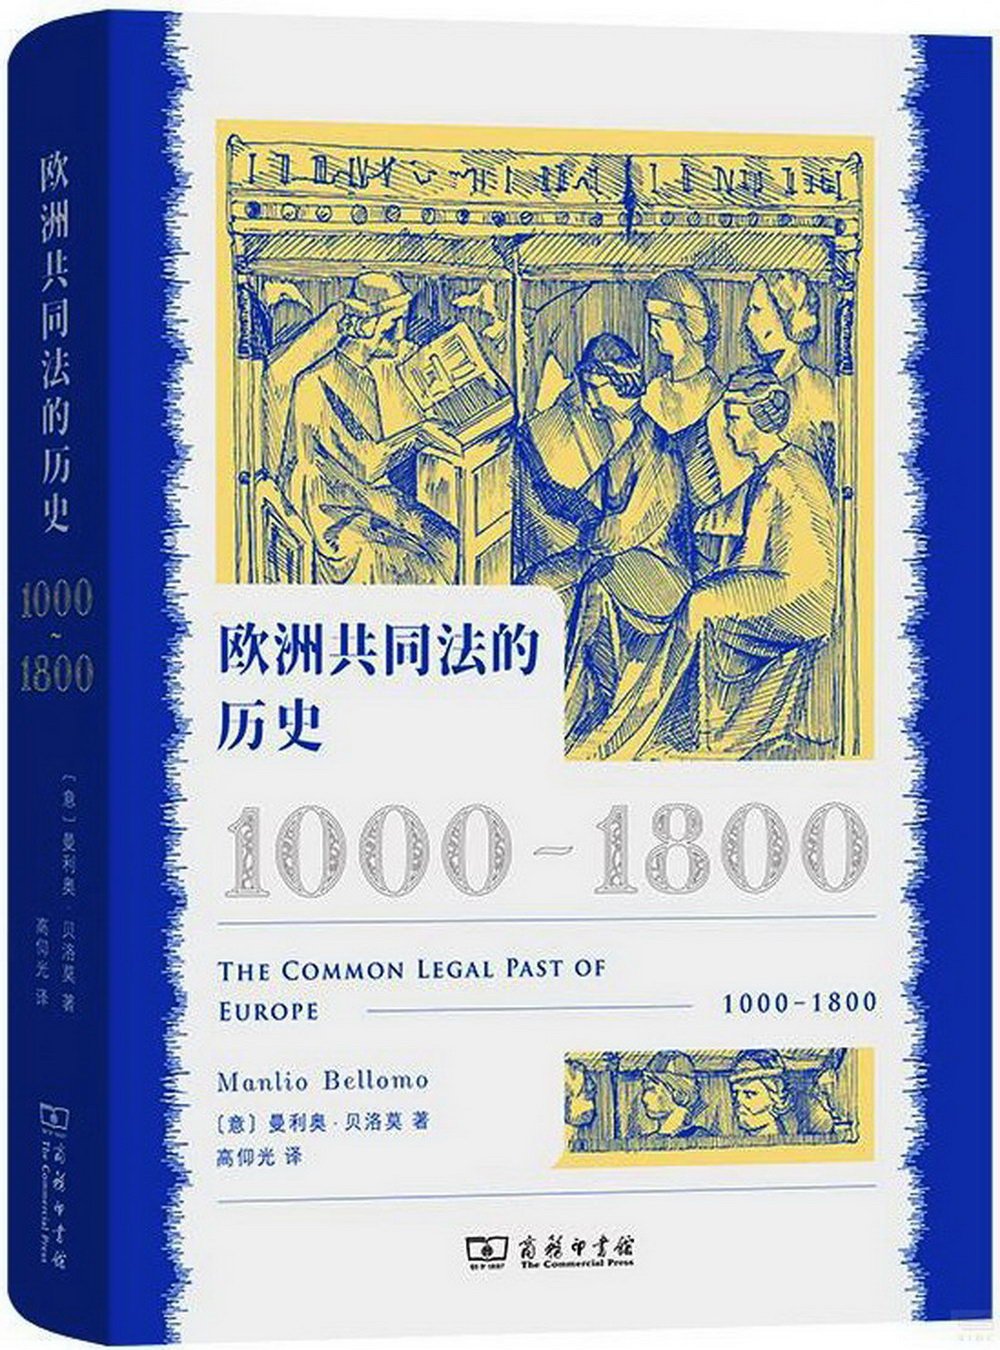 欧洲共同法的历史
1000
~
1800
〔意〕曼利奥·贝洛莫 著
高仰光 译
商务印书馆
The Commercial Press
欧洲共同法的
历史
1000~1800
THE COMMON LEGAL PAST OF
EUROPE
1000-1800
Manlio Bellomo
〔意〕曼利奥·贝洛莫 著
高仰光 译
商務印書館
The Commercial Press